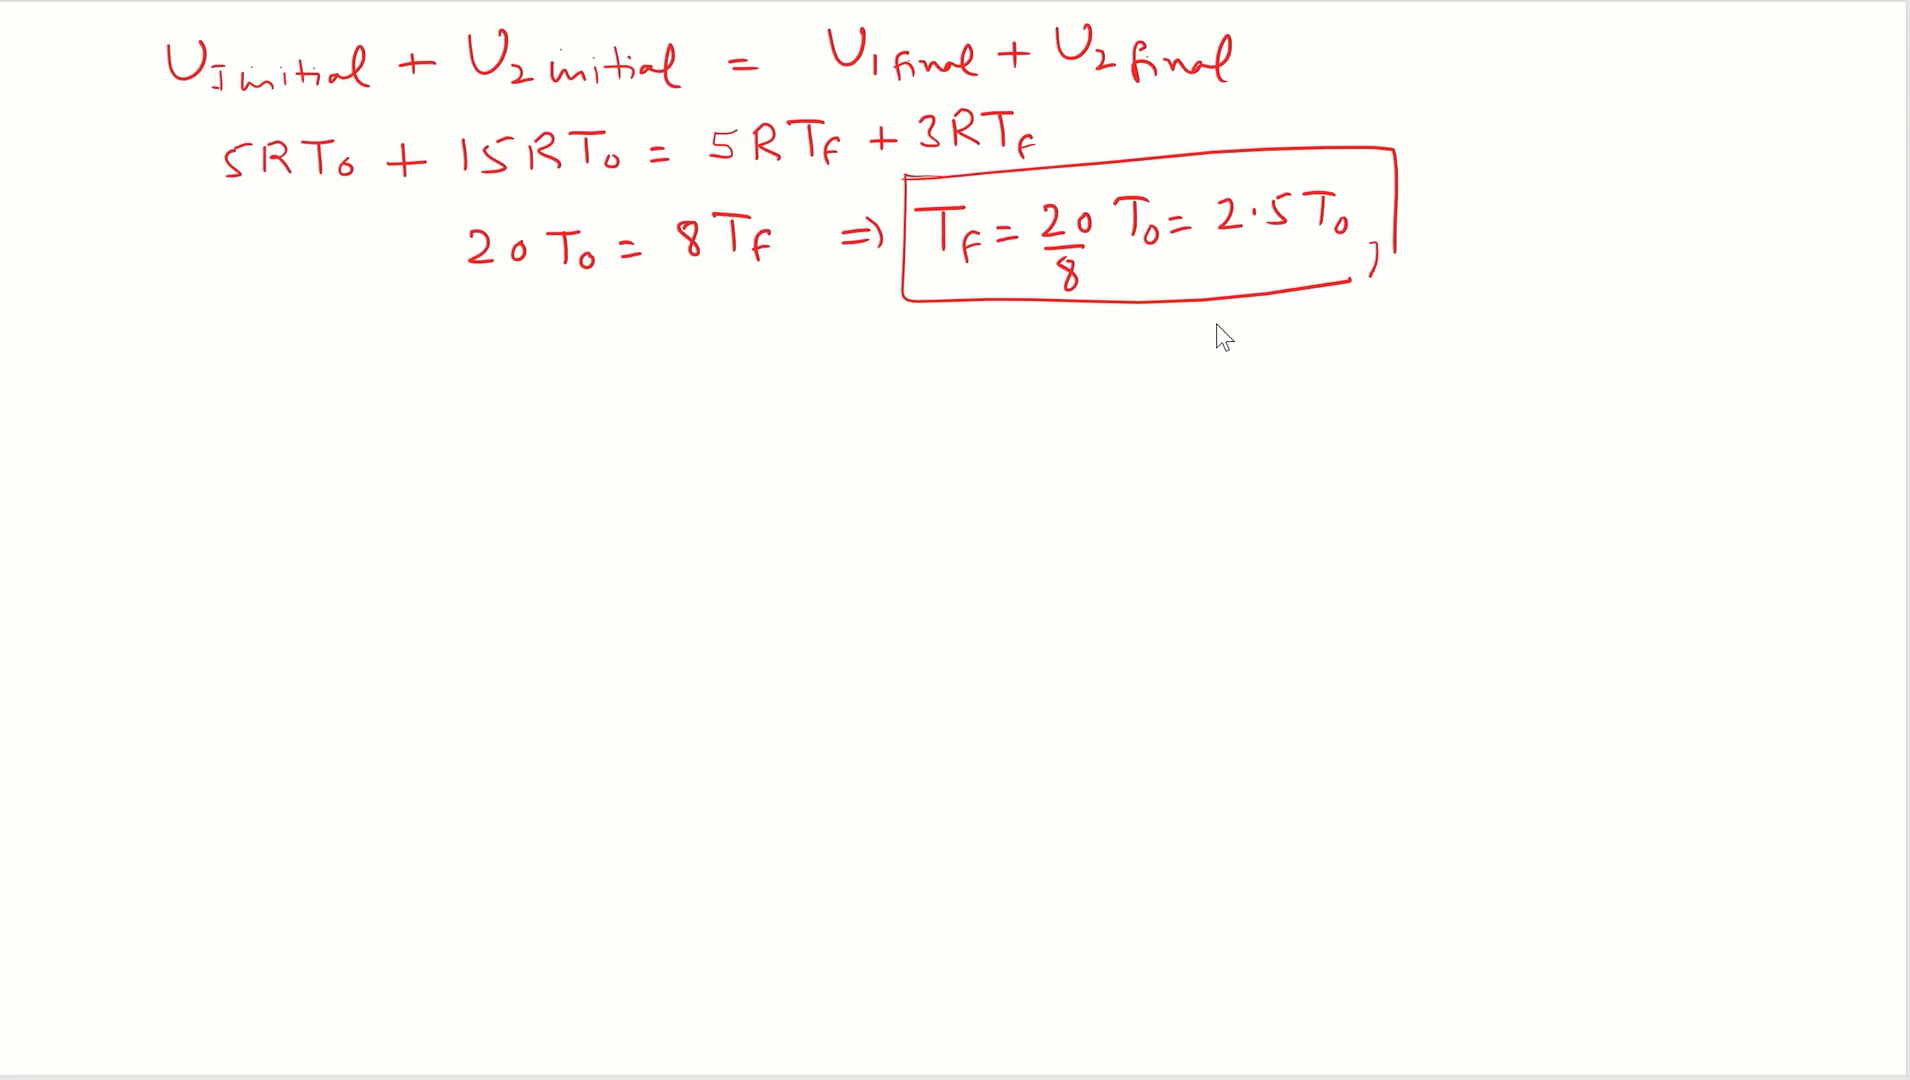 U1 initial + U2 initial = U1 final + U2 final
5RT0 + 15RT0 = 5RTF + 3RTF
20T0 = 8TF ⇒ TF = 20/8 T0 = 2.5T0,